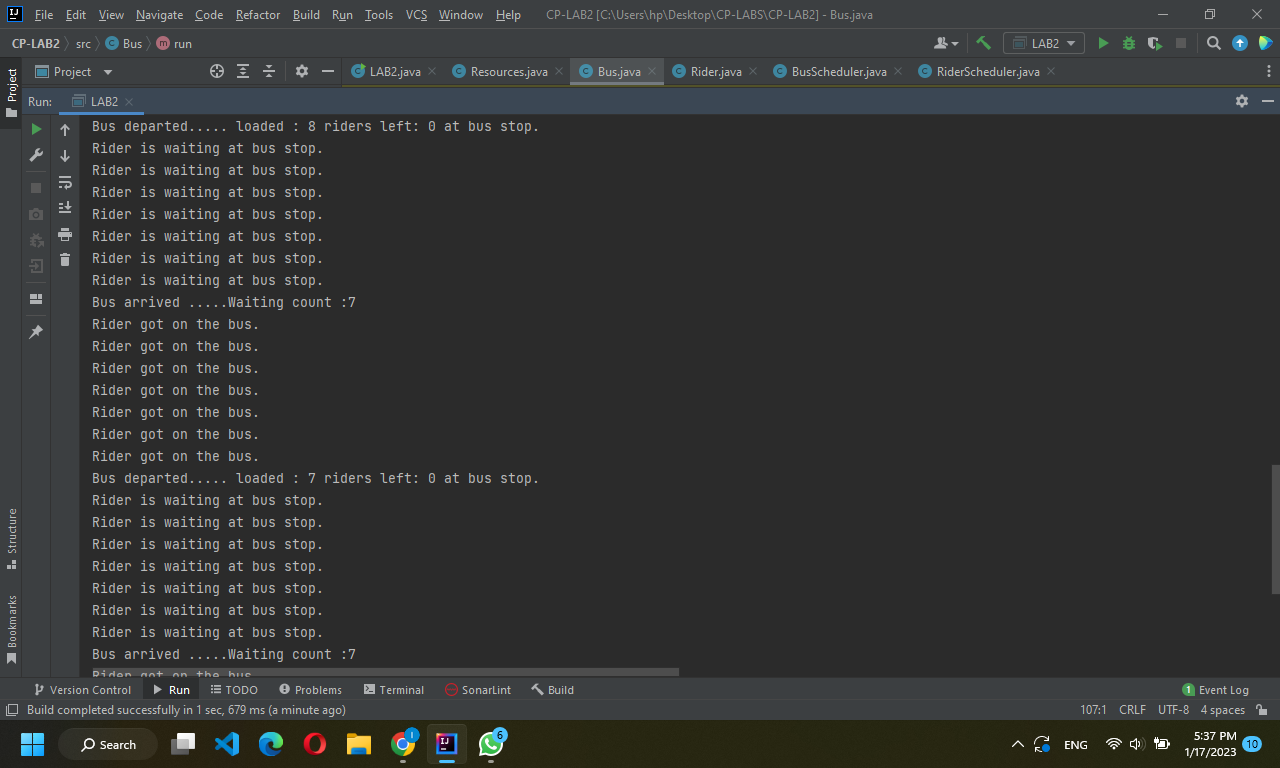 IJ File Edit View Navigate Code Refactor Build Run Tools VCS Window Help CP-LAB2 [C:\Users\hp\Desktop\CP-LABS\CP-LAB2] - Bus.java
CP-LAB2 src C Bus m run LAB2
Project Project LAB2.java C Resources.java C Bus.java C Rider.java C BusScheduler.java C RiderScheduler.java
Run: LAB2
Bus departed..... loaded : 8 riders left: 0 at bus stop.
Rider is waiting at bus stop.
Rider is waiting at bus stop.
Rider is waiting at bus stop.
Rider is waiting at bus stop.
Rider is waiting at bus stop.
Rider is waiting at bus stop.
Rider is waiting at bus stop.
Bus arrived .....Waiting count :7
Rider got on the bus.
Rider got on the bus.
Rider got on the bus.
Rider got on the bus.
Rider got on the bus.
Rider got on the bus.
Rider got on the bus.
Bus departed..... loaded : 7 riders left: 0 at bus stop.
Rider is waiting at bus stop.
Rider is waiting at bus stop.
Rider is waiting at bus stop.
Rider is waiting at bus stop.
Rider is waiting at bus stop.
Rider is waiting at bus stop.
Rider is waiting at bus stop.
Bus arrived .....Waiting count :7
Rider got on the bus.
Structure
Bookmarks
Version Control Run TODO Problems Terminal SonarLint Build 1 Event Log
Build completed successfully in 1 sec, 679 ms (a minute ago) 107:1 CRLF UTF-8 4 spaces
Search 6 ENG 5:37 PM 10
1/17/2023